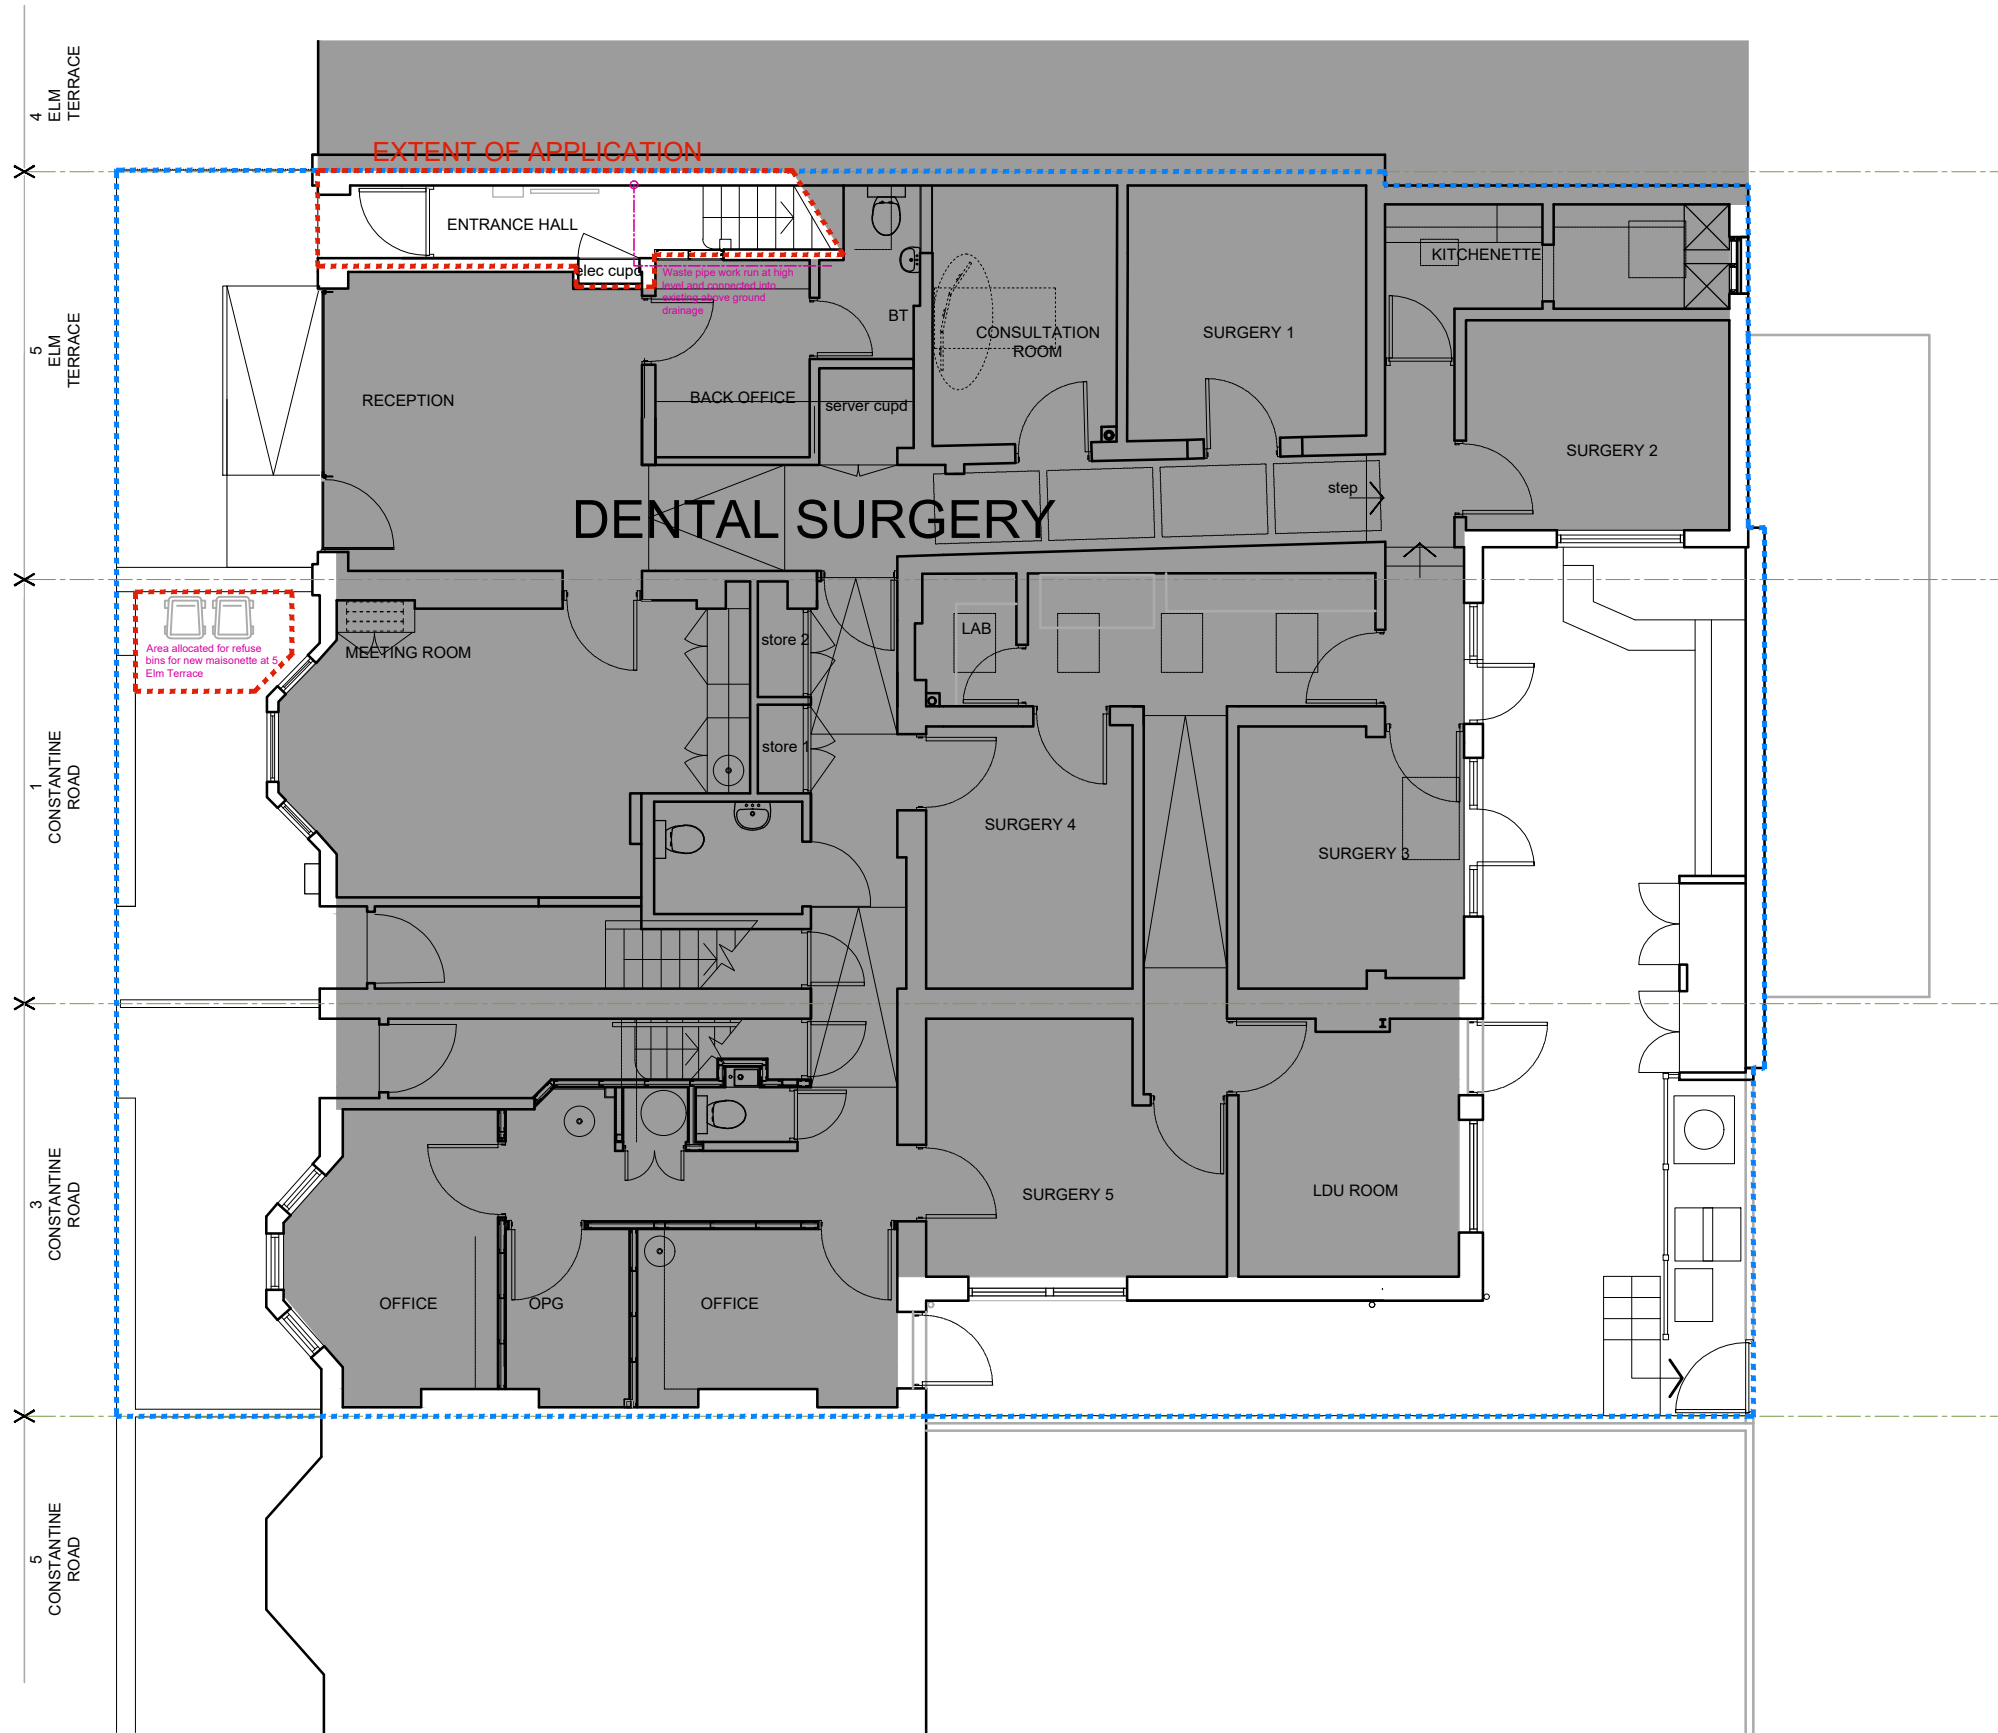 4
ELM
TERRACE
EXTENT OF APPLICATION
ENTRANCE HALL
elec cupd
Waste pipe work run at high
level and connected into
existing above ground
drainage
KITCHENETTE
5
ELM
TERRACE
BT
CONSULTATION
ROOM
SURGERY 1
RECEPTION
BACK OFFICE
server cupd
SURGERY 2
step
DENTAL SURGERY
Area allocated for refuse
bins for new maisonette at 5
Elm Terrace
MEETING ROOM
store 2
LAB
store 1
1
CONSTANTINE
ROAD
SURGERY 4
SURGERY 3
3
CONSTANTINE
ROAD
SURGERY 5
LDU ROOM
OFFICE
OPG
OFFICE
5
CONSTANTINE
ROAD